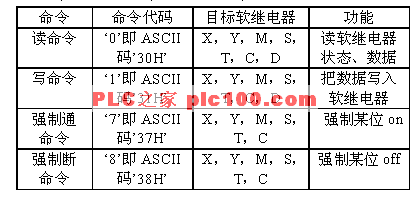 命令 命令代码 目标软继电器 功能
读命令 ‘0’即 ASCII X，Y，M，S， 读软继电器
码’30H’ T，C，D 状态、数据
写命令 ‘1’即 ASCII X，Y，M，S， 把数据写入
码’31H’ T，C，D 软继电器
PLC之家 plc100.com
强制通 ‘7’即 ASCII X，Y，M，S， 强制某位 on
命令 码’37H’ T，C
强制断 ‘8’即 ASCII X，Y，M，S， 强制某位 off
命令 码’38H’ T，C